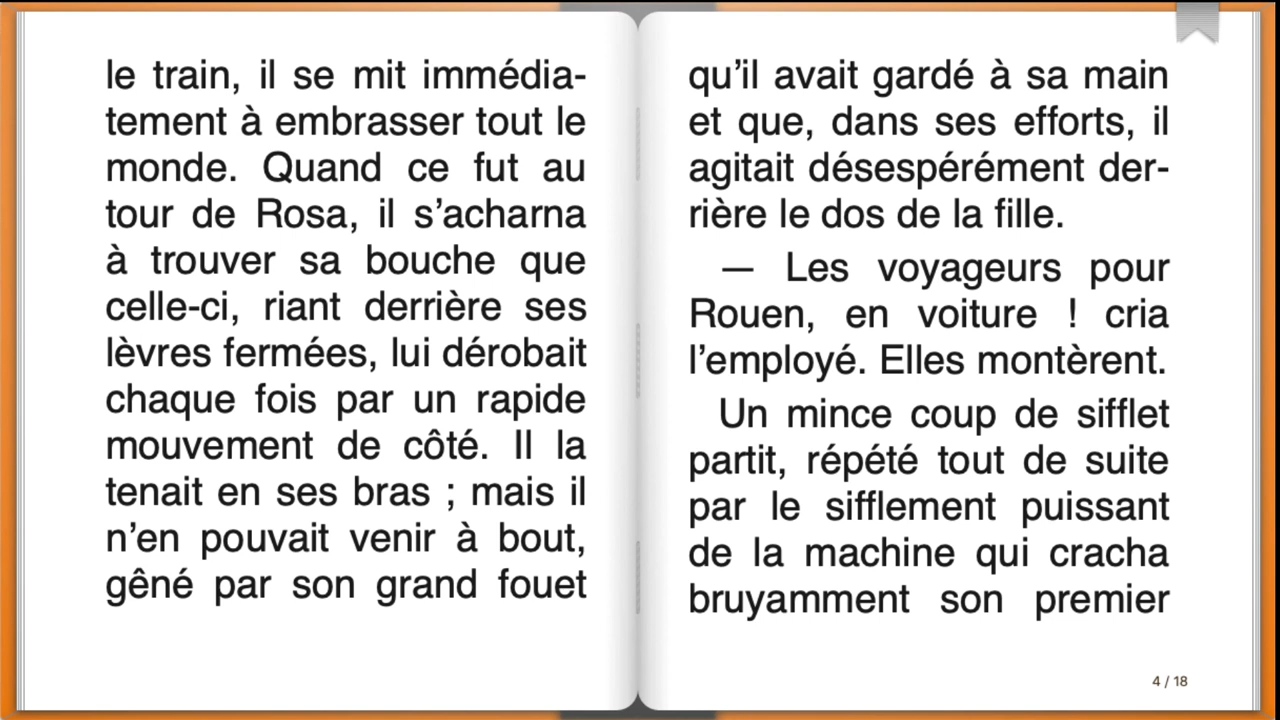 le train, il se mit immédia-
tement à embrasser tout le
monde. Quand ce fut au
tour de Rosa, il s’acharna
à trouver sa bouche que
celle-ci, riant derrière ses
lèvres fermées, lui dérobait
chaque fois par un rapide
mouvement de côté. Il la
tenait en ses bras ; mais il
n’en pouvait venir à bout,
gêné par son grand fouet
qu’il avait gardé à sa main
et que, dans ses efforts, il
agitait désespérément der-
rière le dos de la fille.
— Les voyageurs pour
Rouen, en voiture ! cria
l’employé. Elles montèrent.
Un mince coup de sifflet
partit, répété tout de suite
par le sifflement puissant
de la machine qui cracha
bruyamment son premier
4 / 18